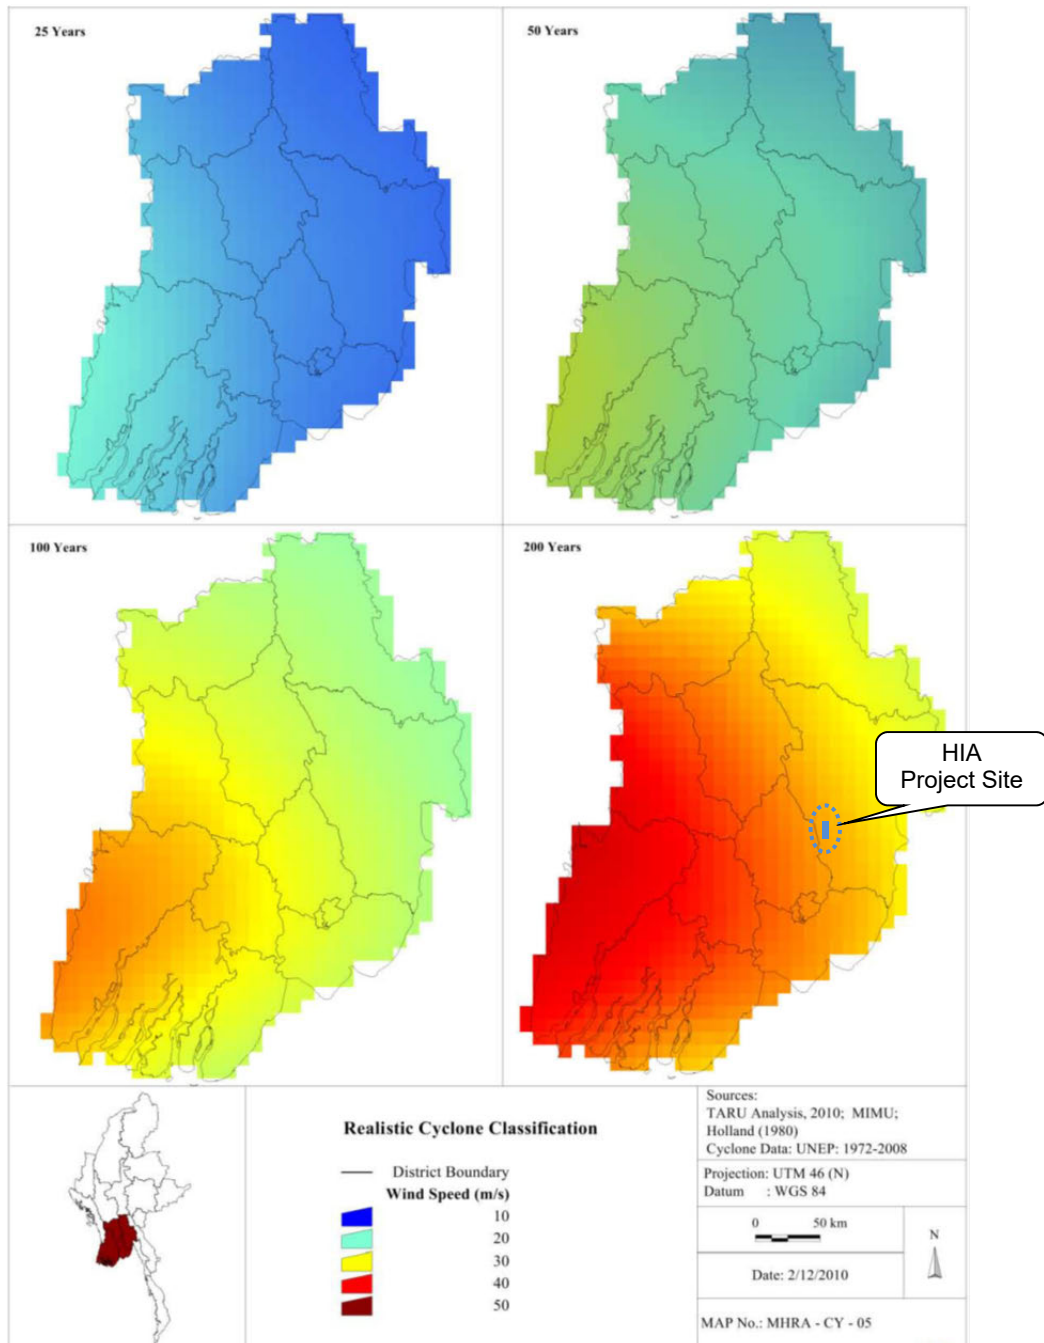 25 Years
50 Years
100 Years
200 Years
HIA
Project Site
Realistic Cyclone Classification
District Boundary
Wind Speed (m/s)
10
20
30
40
50
Sources:
TARU Analysis, 2010; MIMU;
Holland (1980)
Cyclone Data: UNEP: 1972-2008
Projection: UTM 46 (N)
Datum : WGS 84
0 50 km
N
Date: 2/12/2010
MAP No.: MHRA - CY - 05